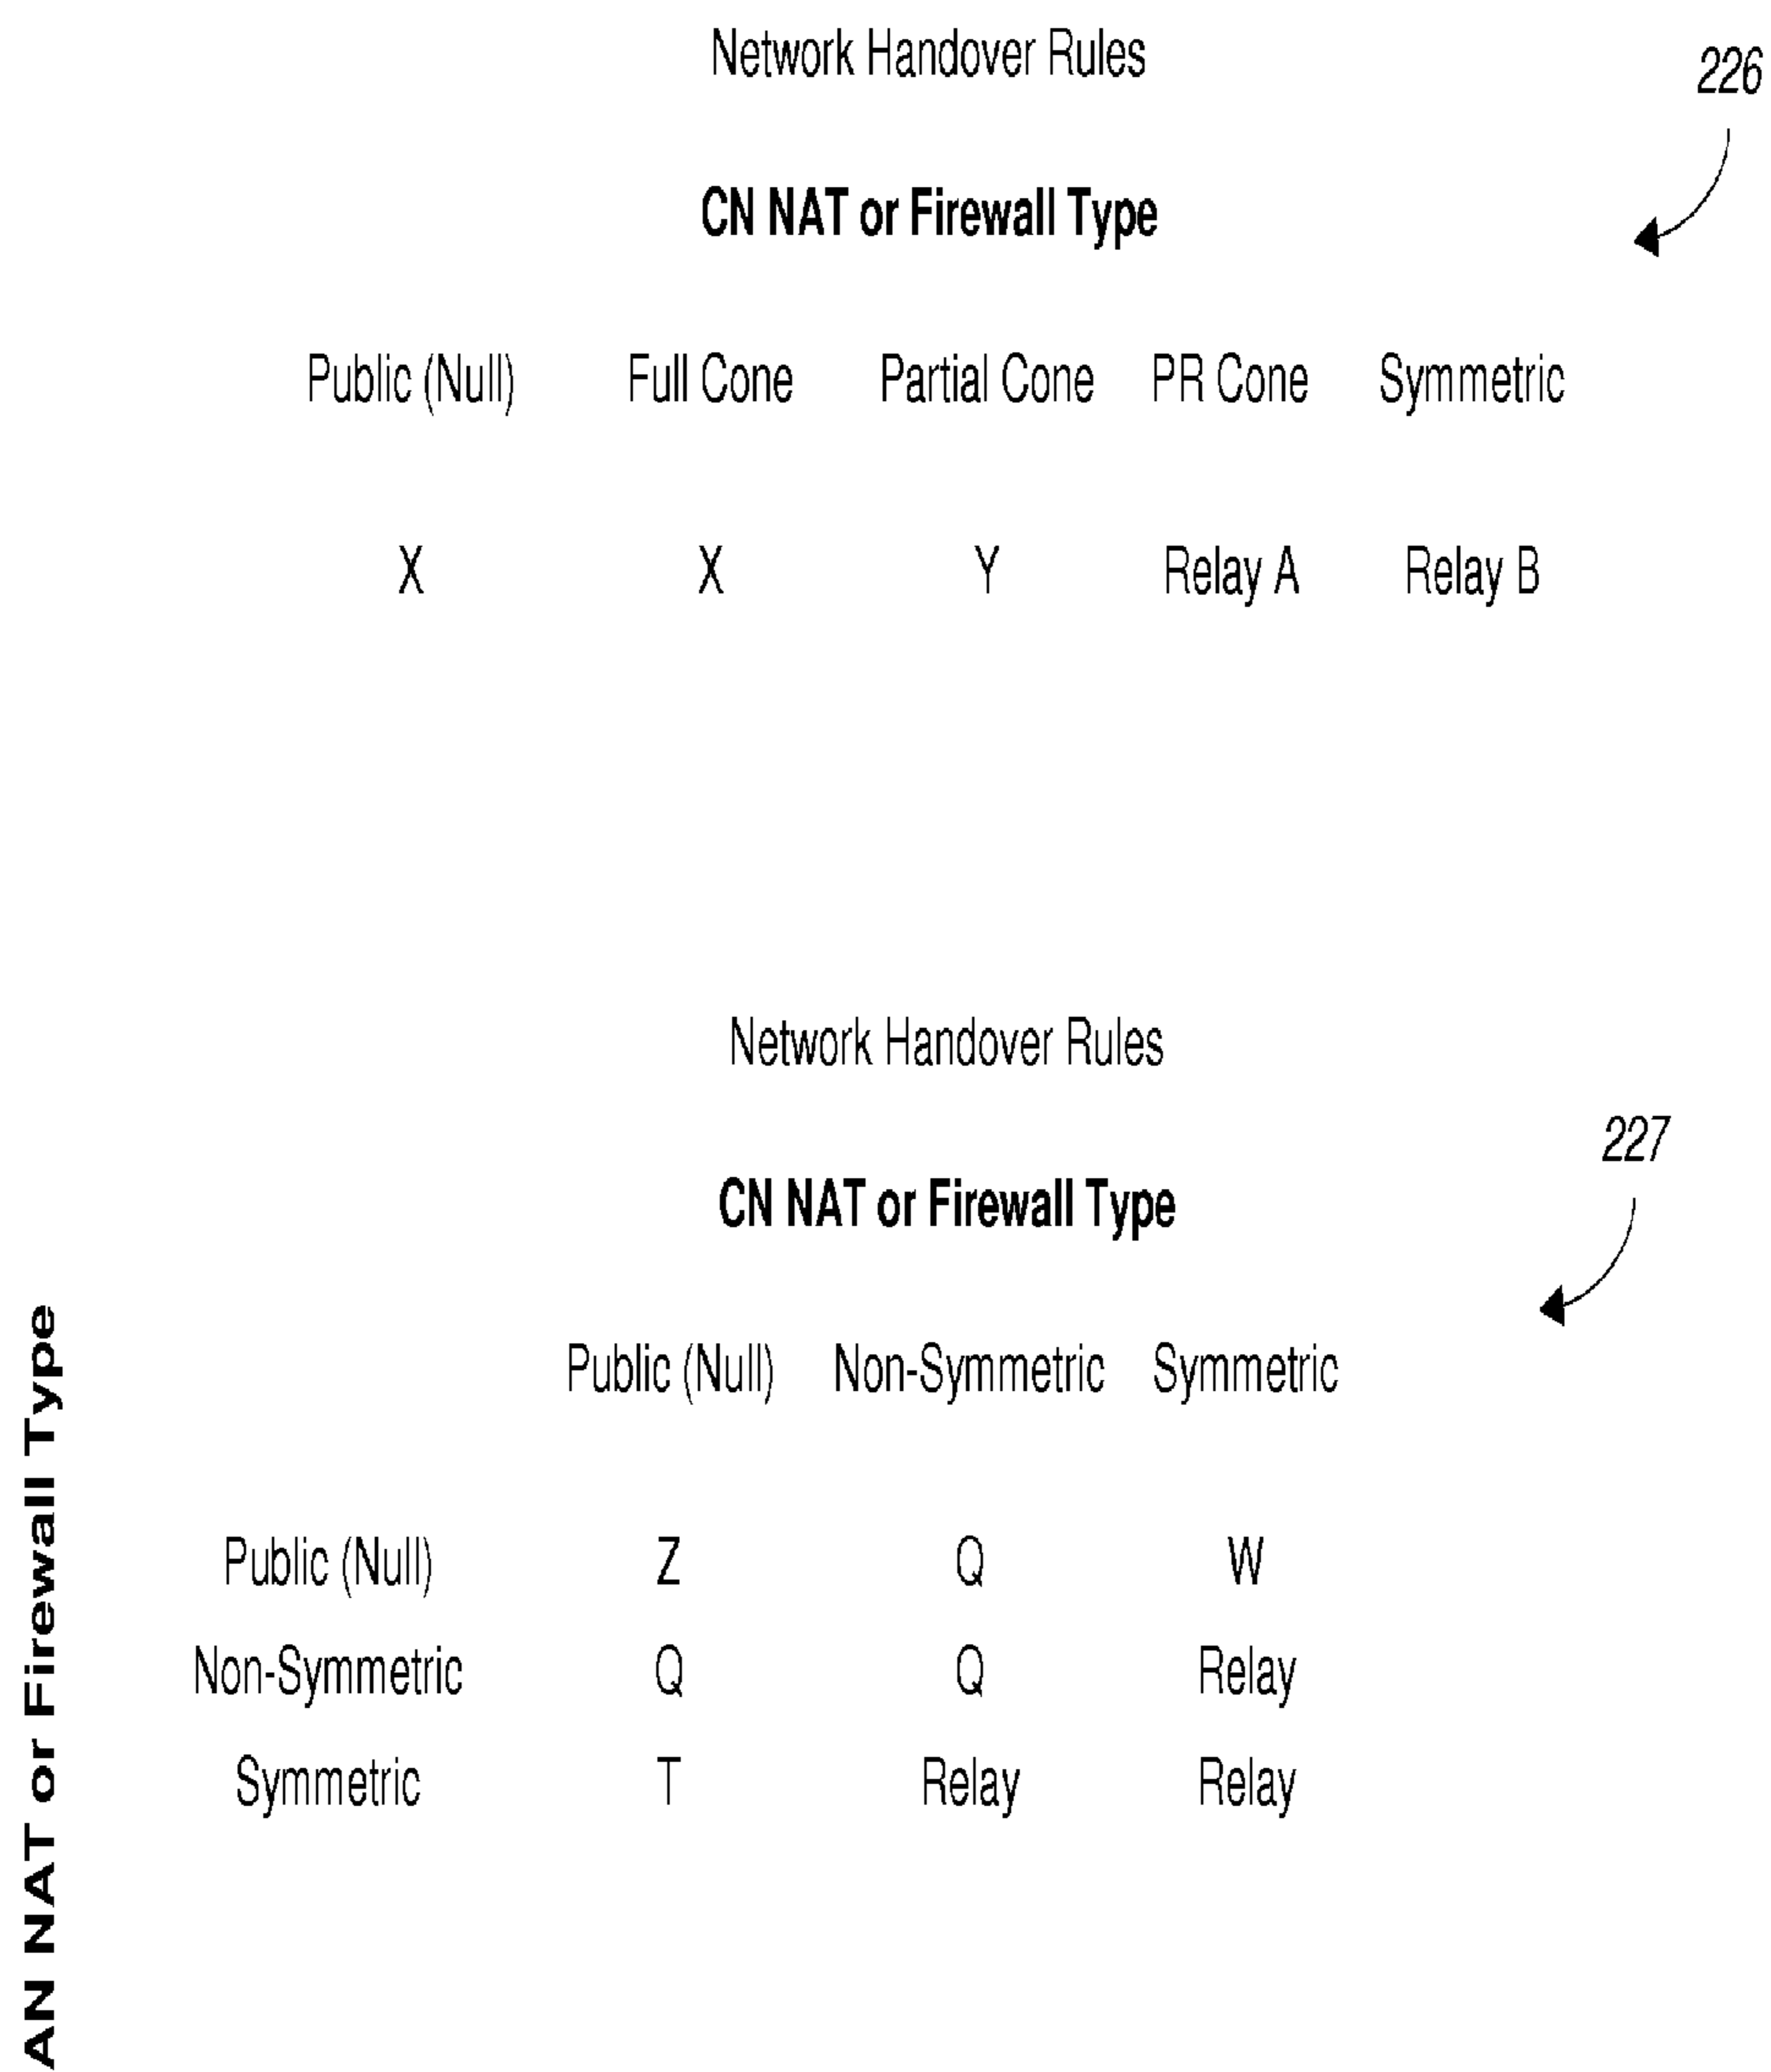 Network Handover Rules
226
CN NAT or Firewall Type
Public (Null) Full Cone Partial Cone PR Cone Symmetric
X X Y Relay A Relay B
Network Handover Rules
227
CN NAT or Firewall Type
Public (Null) Non-Symmetric Symmetric
AN NAT or Firewall Type
Public (Null) Z Q W
Non-Symmetric Q Q Relay
Symmetric T Relay Relay